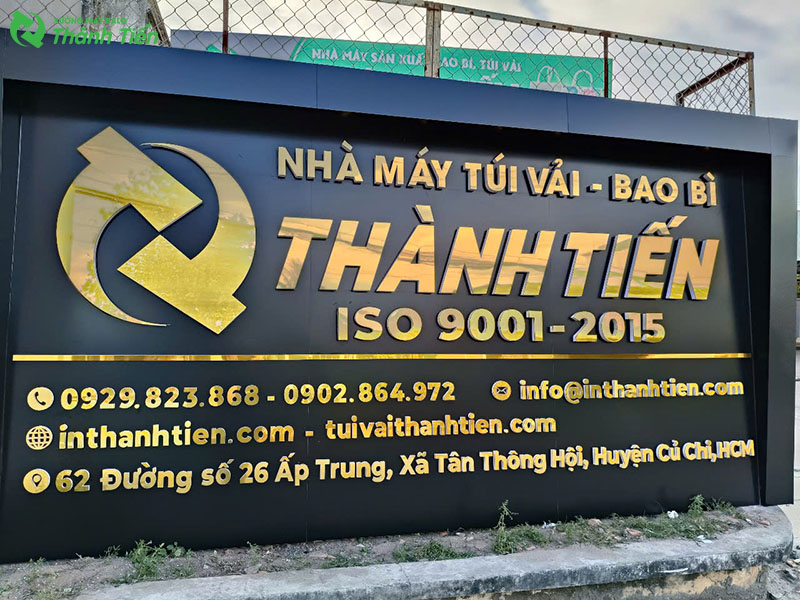 Thành Tiến
NHÀ MÁY SẢN XUẤT BAO BÌ, TÚI VẢI
NHÀ MÁY TÚI VẢI - BAO BÌ
THÀNH TIẾN
ISO 9001-2015
0929.823.868 - 0902.864.972 info@inthanhtien.com
inthanhtien.com - tuivaithanhtien.com
62 Đường số 26 Ấp Trung, Xã Tân Thông Hội, Huyện Củ Chi,HCM